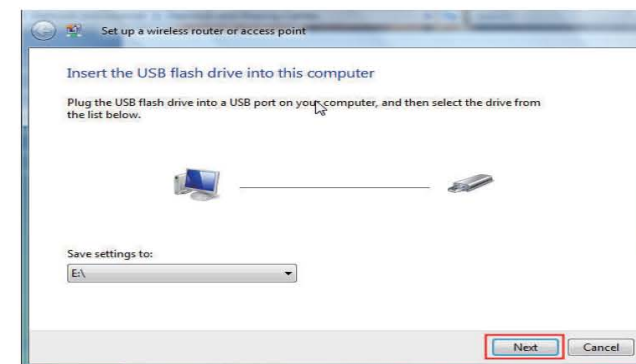 Set up a wireless router or access point
Insert the USB flash drive into this computer
Plug the USB flash drive into a USB port on your computer, and then select the drive from
the list below.
Save settings to:
E:\
Next Cancel